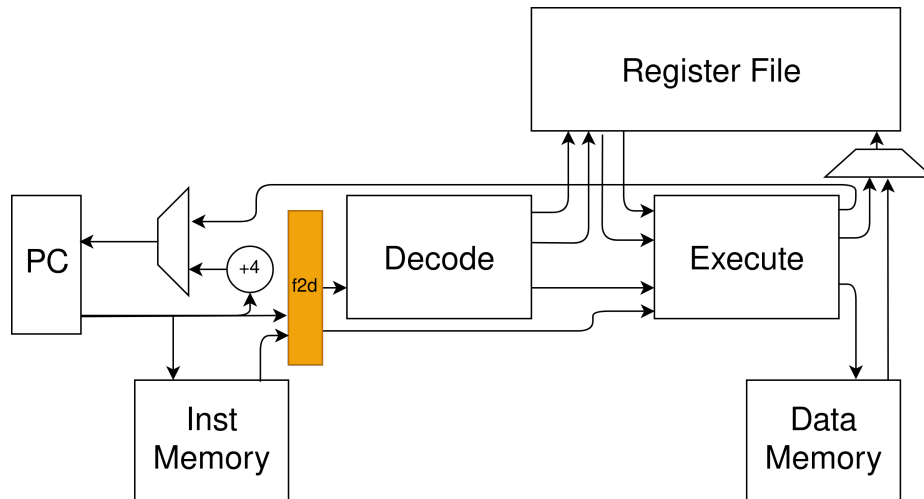 Register File
PC
+4
f2d
Decode
Execute
Inst
Memory
Data
Memory